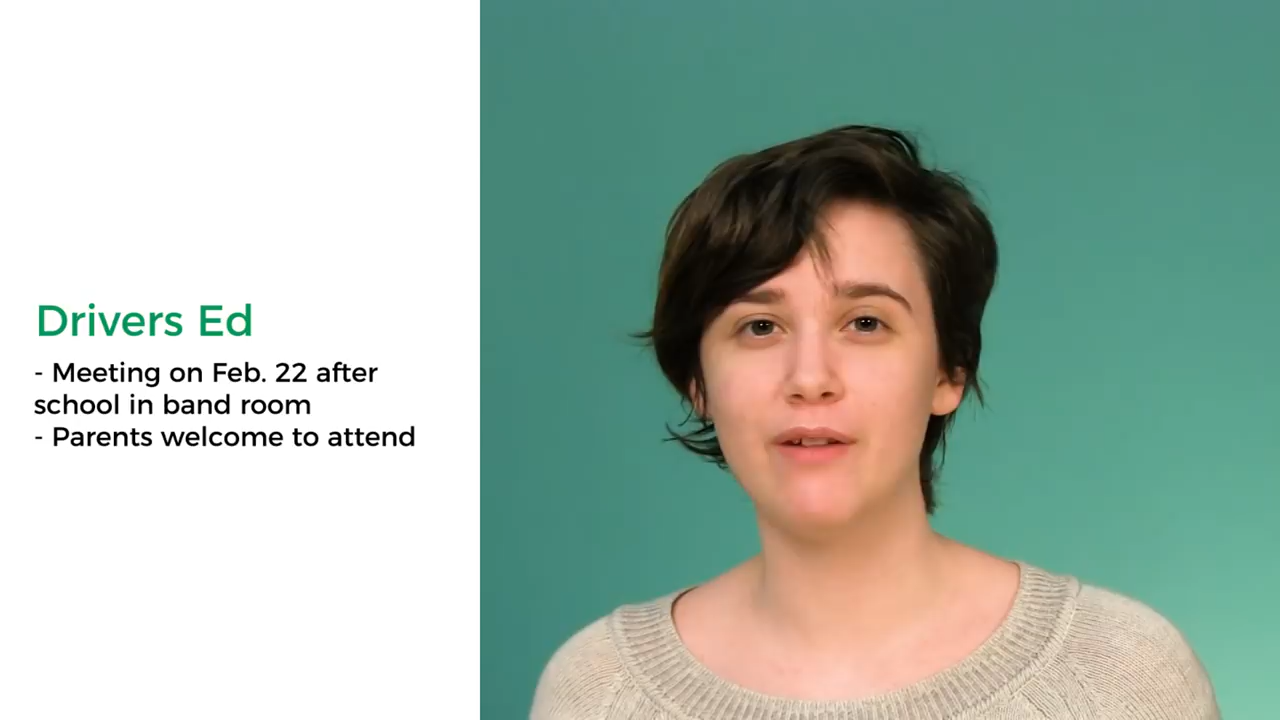 Drivers Ed
- Meeting on Feb. 22 after
school in band room
- Parents welcome to attend